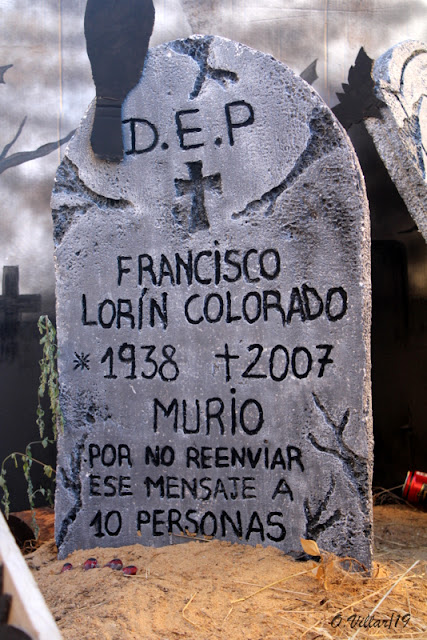 D.E.P
FRANCISCO
LORÍN COLORADO
*1938 †2007
MURIO
POR NO REENVIAR
ESE MENSAJE A
10 PERSONAS
O Villar/19